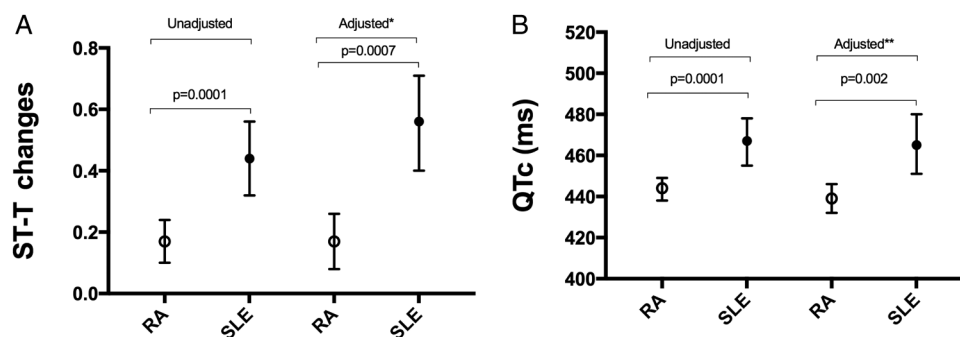 A
Unadjusted
Adjusted*
p=0.0007
p=0.0001
ST-T changes
0.8
0.6
0.4
0.2
0.0
RA
SLE
RA
SLE
B
Unadjusted
Adjusted**
p=0.0001
p=0.002
QTc (ms)
520
500
480
460
440
420
400
RA
SLE
RA
SLE